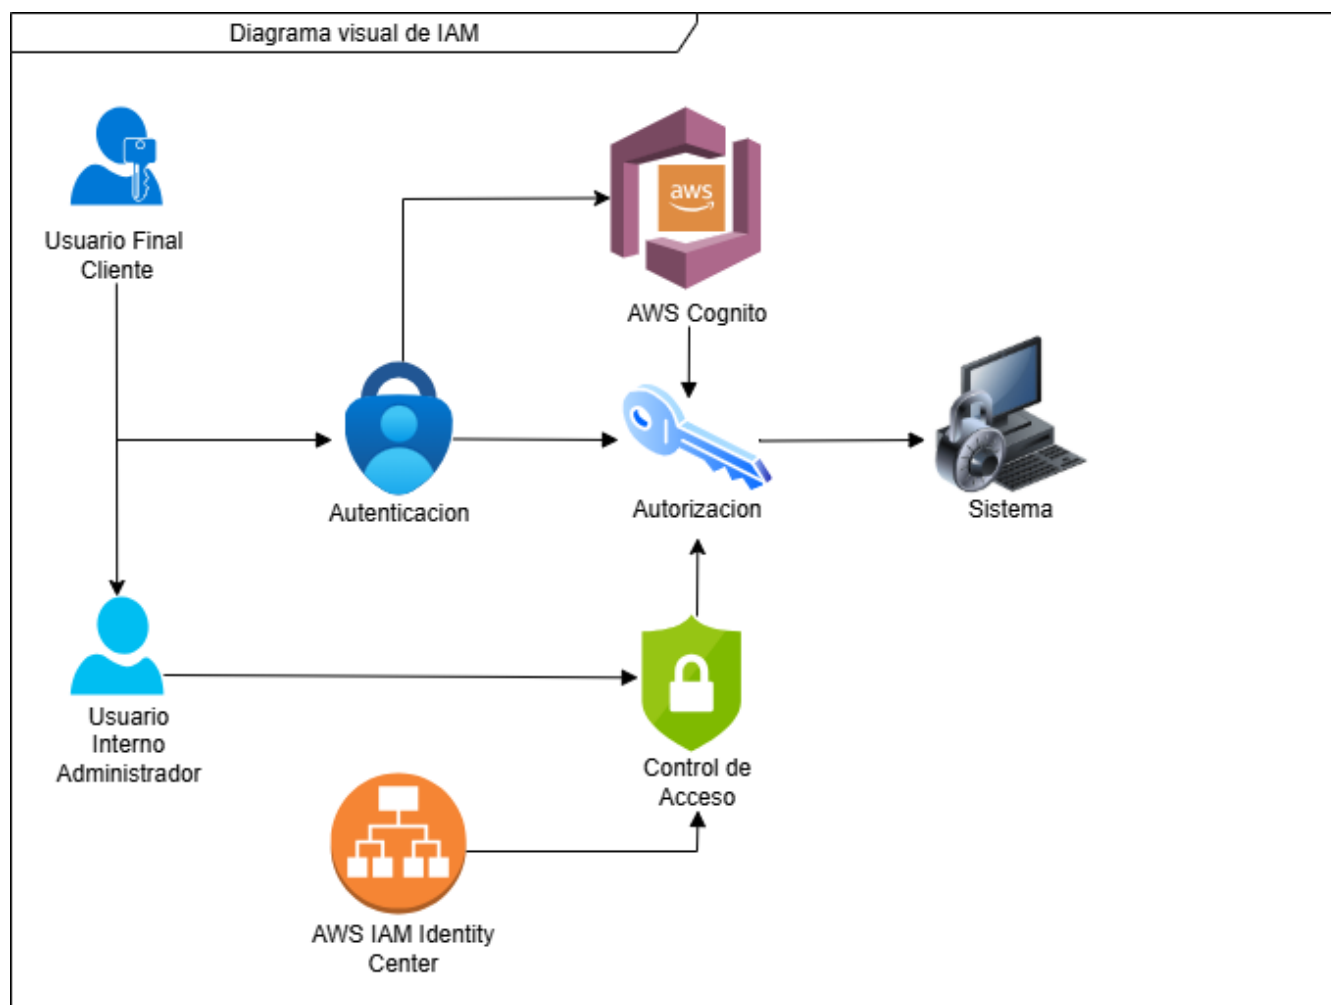 Diagrama visual de IAM
Usuario Final
Cliente
aws
AWS Cognito
Autenticacion
Autorizacion
Sistema
Usuario
Interno
Administrador
Control de
Acceso
AWS IAM Identity
Center